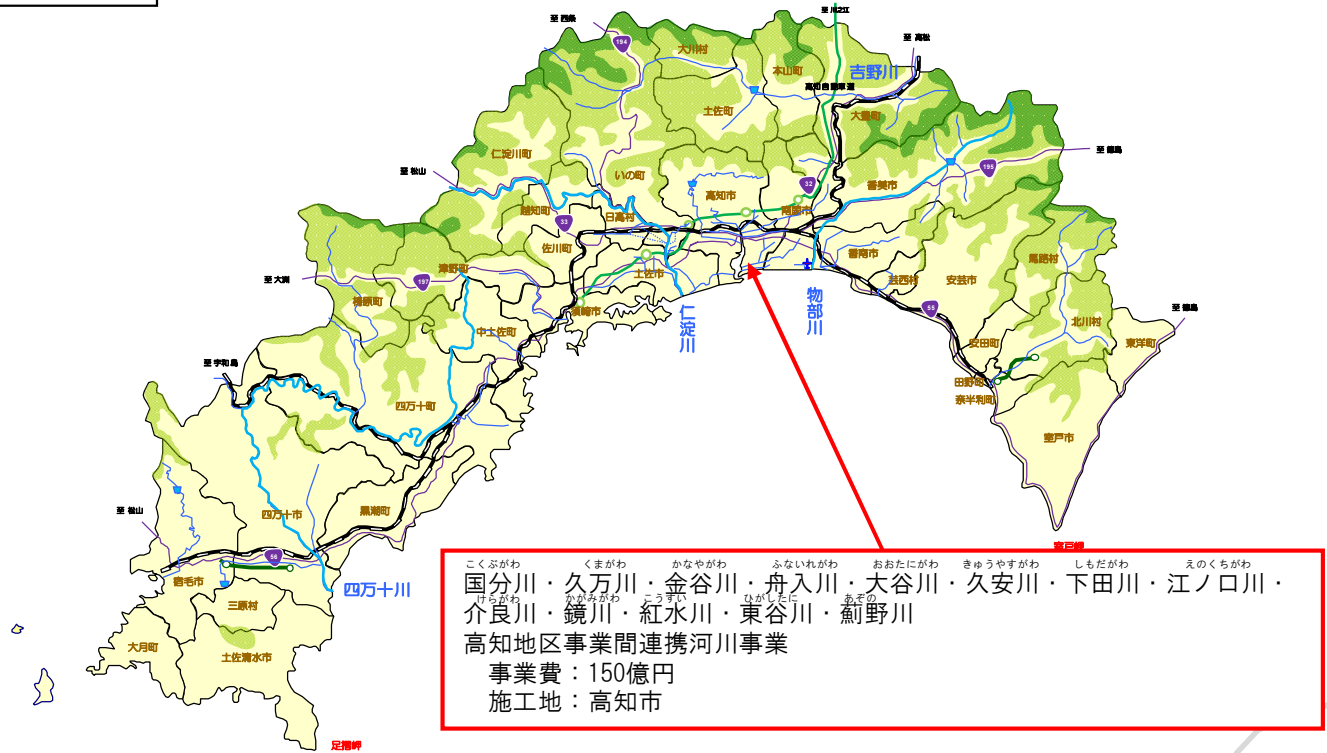 至 西条
至 川之江
至 高松
194
大川村
本山町
吉野川
高知自動車道
土佐町
大豊町
仁淀川町
至 徳島
195
至 松山
いの町
高知市
32
南国市
香美市
越知町
33
日高村
佐川町
香南市
馬路村
津野町
土佐市
芸西村
安芸市
至 大洲
197
梼原町
須崎市
仁淀川
物部川
55
北川村
至 徳島
中土佐町
安田町
東洋町
至 宇和島
田野町
奈半利町
四万十町
室戸市
至 松山
四万十市
黒潮町
室戸岬
56
宿毛市
四万十川
三原村
大月町
土佐清水市
足摺岬
こくぶがわ くまがわ かなやがわ ふないれがわ おおたにがわ きゅうやすがわ しもだがわ えのくちがわ
国分川・久万川・金谷川・舟入川・大谷川・久安川・下田川・江ノロ川・
けらがわ かがみがわ こうすい ひがしたに あぞの
介良川・鏡川・紅水川・東谷川・薊野川
高知地区事業間連携河川事業
事業費：150億円
施工地：高知市